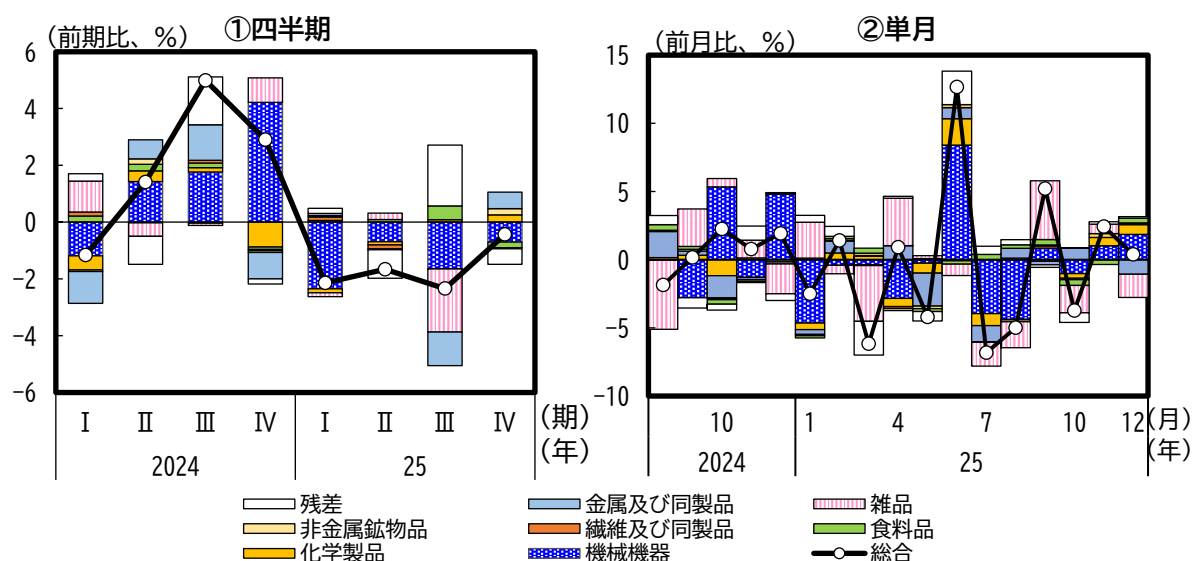 ①四半期
(前期比、%)
6
4
2
0
−2
−4
−6
Ⅰ Ⅱ Ⅲ Ⅳ Ⅰ Ⅱ Ⅲ Ⅳ (期)
2024 25 (年)
②単月
(前月比、%)
15
10
5
0
−5
−10
10 1 4 7 10 12 (月)
2024 25 (年)
残差 金属及び同製品 雑品
非金属鉱物品 繊維及び同製品 食料品
化学製品 機械機器 総合